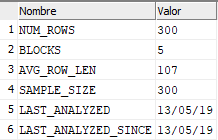 Nombre Valor
1 NUM_ROWS 300
2 BLOCKS 5
3 AVG_ROW_LEN 107
4 SAMPLE_SIZE 300
5 LAST_ANALYZED 13/05/19
6 LAST_ANALYZED_SINCE 13/05/19